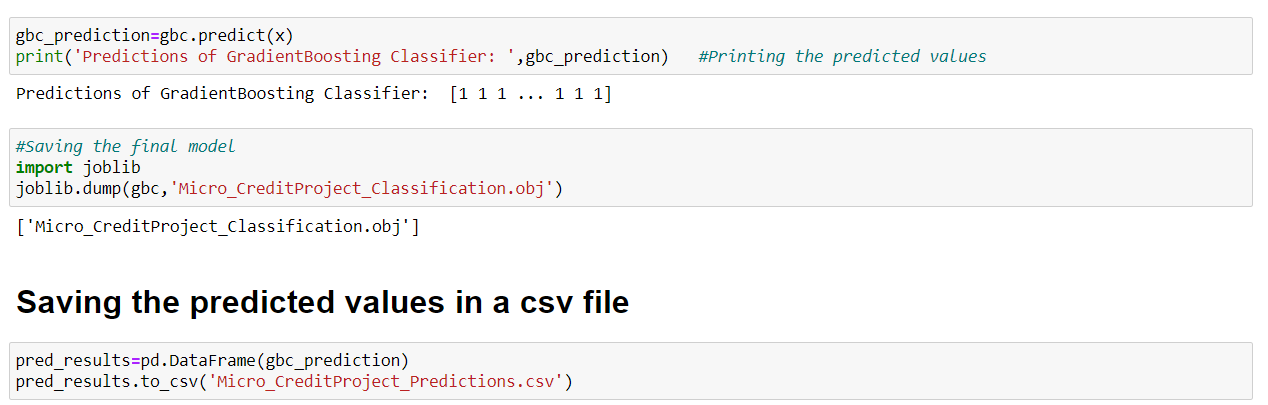 gbc_prediction=gbc.predict(x)
print('Predictions of GradientBoosting Classifier: ',gbc_prediction)   #Printing the predicted values
Predictions of GradientBoosting Classifier:  [1 1 1 ... 1 1 1]
#Saving the final model
import joblib
joblib.dump(gbc,'Micro_CreditProject_Classification.obj')
['Micro_CreditProject_Classification.obj']
Saving the predicted values in a csv file
pred_results=pd.DataFrame(gbc_prediction)
pred_results.to_csv('Micro_CreditProject_Predictions.csv')